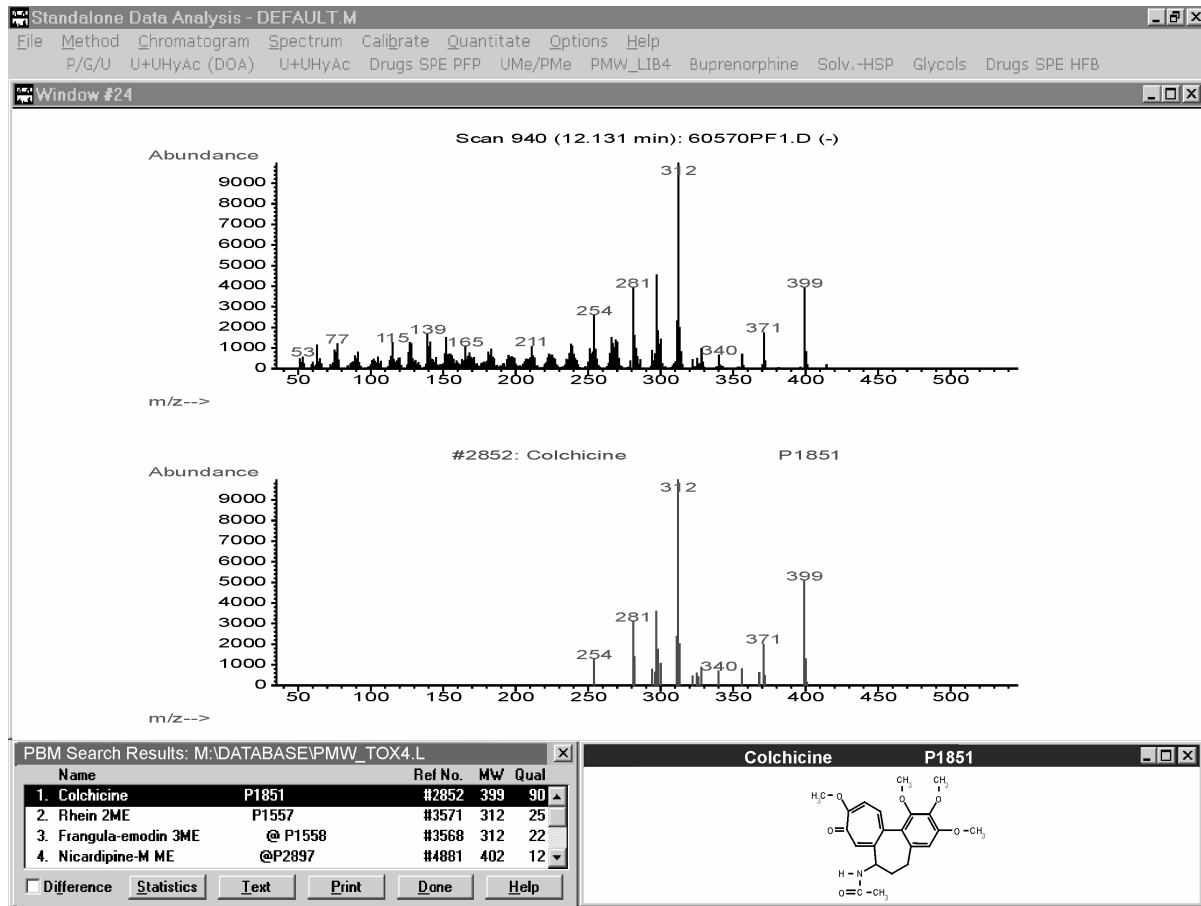 Standalone Data Analysis - DEFAULT.M
File Method Chromatogram Spectrum Calibrate Quantitate Options Help
P/G/U U+UHyAc (DOA) U+UHyAc Drugs SPE PFP UMe/PMe PMW_LIB4 Buprenorphine Solv.-HSP Glycols Drugs SPE HFB
Window #24
Scan 940 (12.131 min): 60570PF1.D (-)
Abundance
9000
8000
7000
6000
5000
4000
3000
2000
1000
0
312
281
399
254
371
53 77 115 139 165 211 340
50 100 150 200 250 300 350 400 450 500
m/z-->
#2852: Colchicine P1851
Abundance
9000
8000
7000
6000
5000
4000
3000
2000
1000
0
312
399
281
371
254
340
50 100 150 200 250 300 350 400 450 500
m/z-->
PBM Search Results: M:\DATABASE\PMW_TOX4.L
Name Ref No. MW Qual
1. Colchicine P1851 #2852 399 90
2. Rhein 2ME P1557 #3571 312 25
3. Frangula-emodin 3ME @ P1558 #3568 312 22
4. Nicardipine-M ME @P2897 #4881 402 12
Difference Statistics Text Print Done Help
Colchicine P1851
CH₃ CH₃
H₃C O O O
O O CH₃
H - N
O CH₃